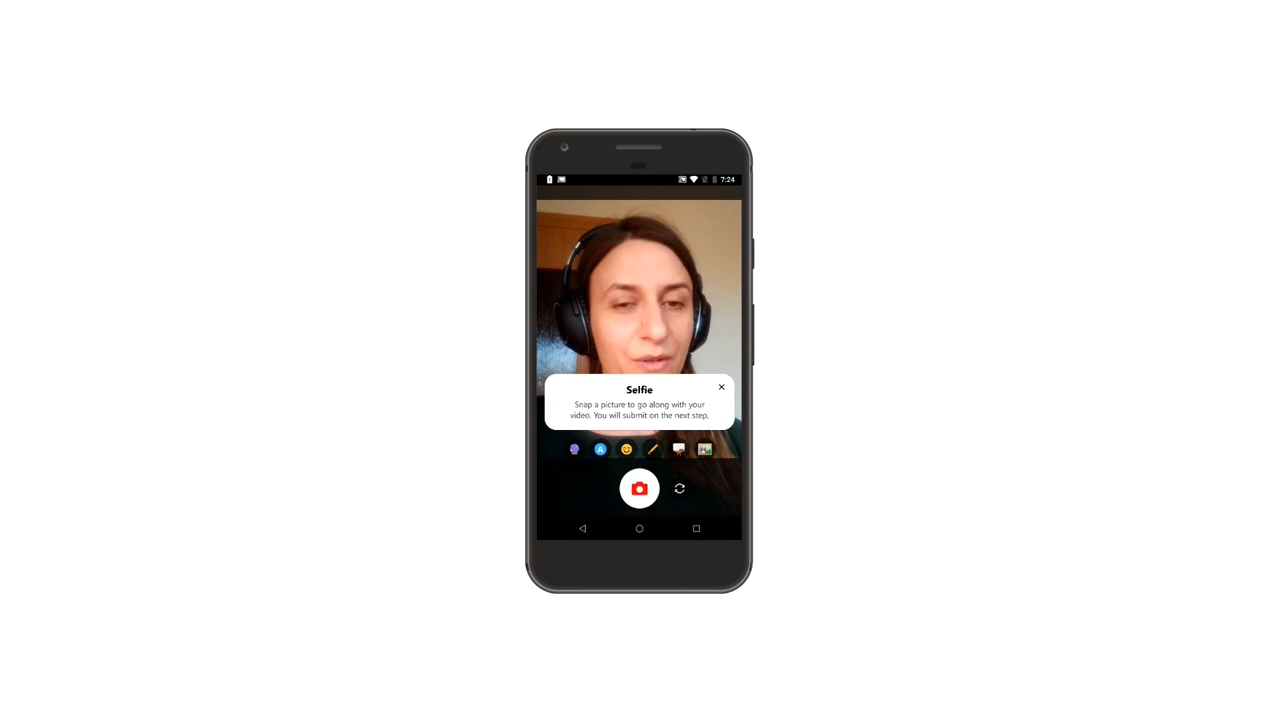 7:24
Selfie
Snap a picture to go along with your
video. You will submit on the next step.
A